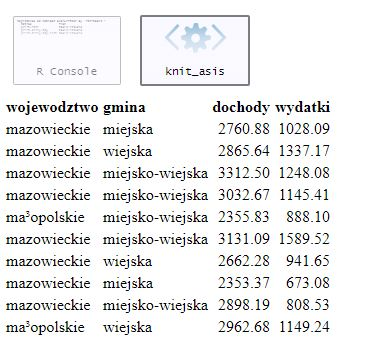 R Console
knit_asis
wojewodztwo gmina dochody wydatki
mazowieckie miejska 2760.88 1028.09
mazowieckie wiejska 2865.64 1337.17
mazowieckie miejsko-wiejska 3312.50 1248.08
mazowieckie miejsko-wiejska 3032.67 1145.41
ma³opolskie miejsko-wiejska 2355.83 888.10
mazowieckie miejsko-wiejska 3131.09 1589.52
mazowieckie wiejska 2662.28 941.65
mazowieckie miejska 2353.37 673.08
mazowieckie miejsko-wiejska 2898.19 808.53
ma³opolskie wiejska 2962.68 1149.24